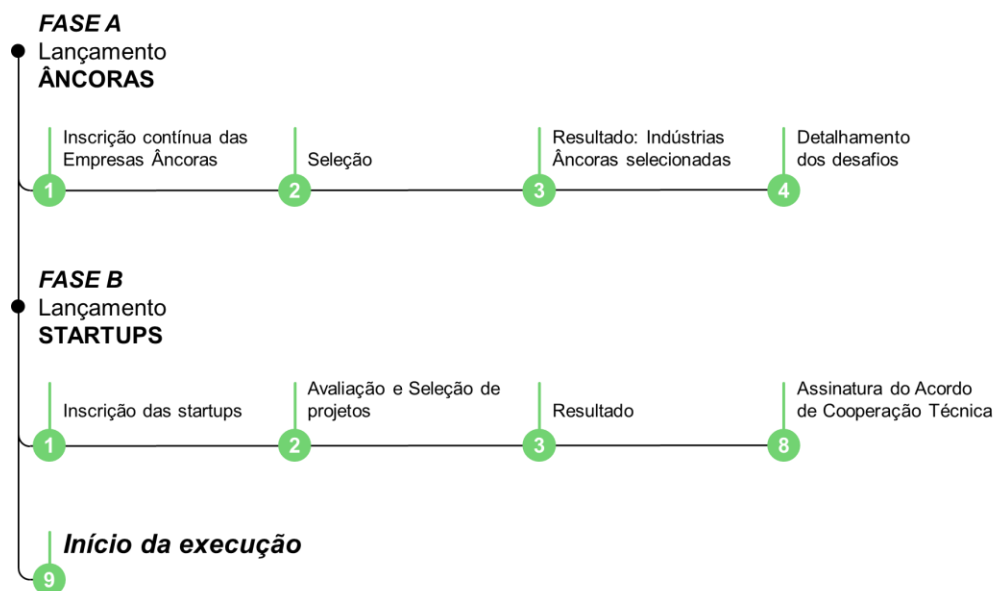 FASE A
Lançamento
ÂNCORAS
Inscrição contínua das
Empresas Âncoras
1
Seleção
2
Resultado: Indústrias
Âncoras selecionadas
3
Detalhamento
dos desafios
4
FASE B
Lançamento
STARTUPS
Inscrição das startups
1
Avaliação e Seleção de
projetos
2
Resultado
3
Assinatura do Acordo
de Cooperação Técnica
8
Início da execução
9